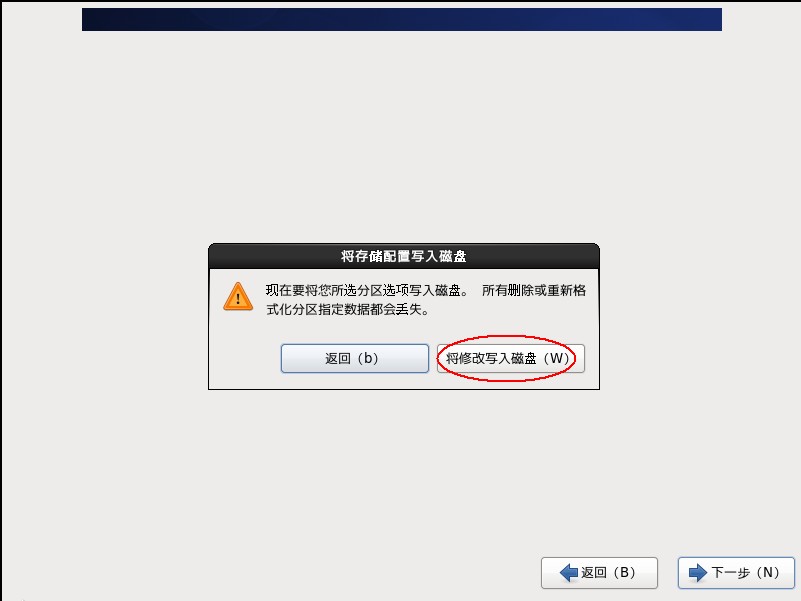 将存储配置写入磁盘
现在要将您所选分区选项写入磁盘。 所有删除或重新格
式化分区指定数据都会丢失。
返回（b）
将修改写入磁盘（W）
返回（B）
下一步（N）